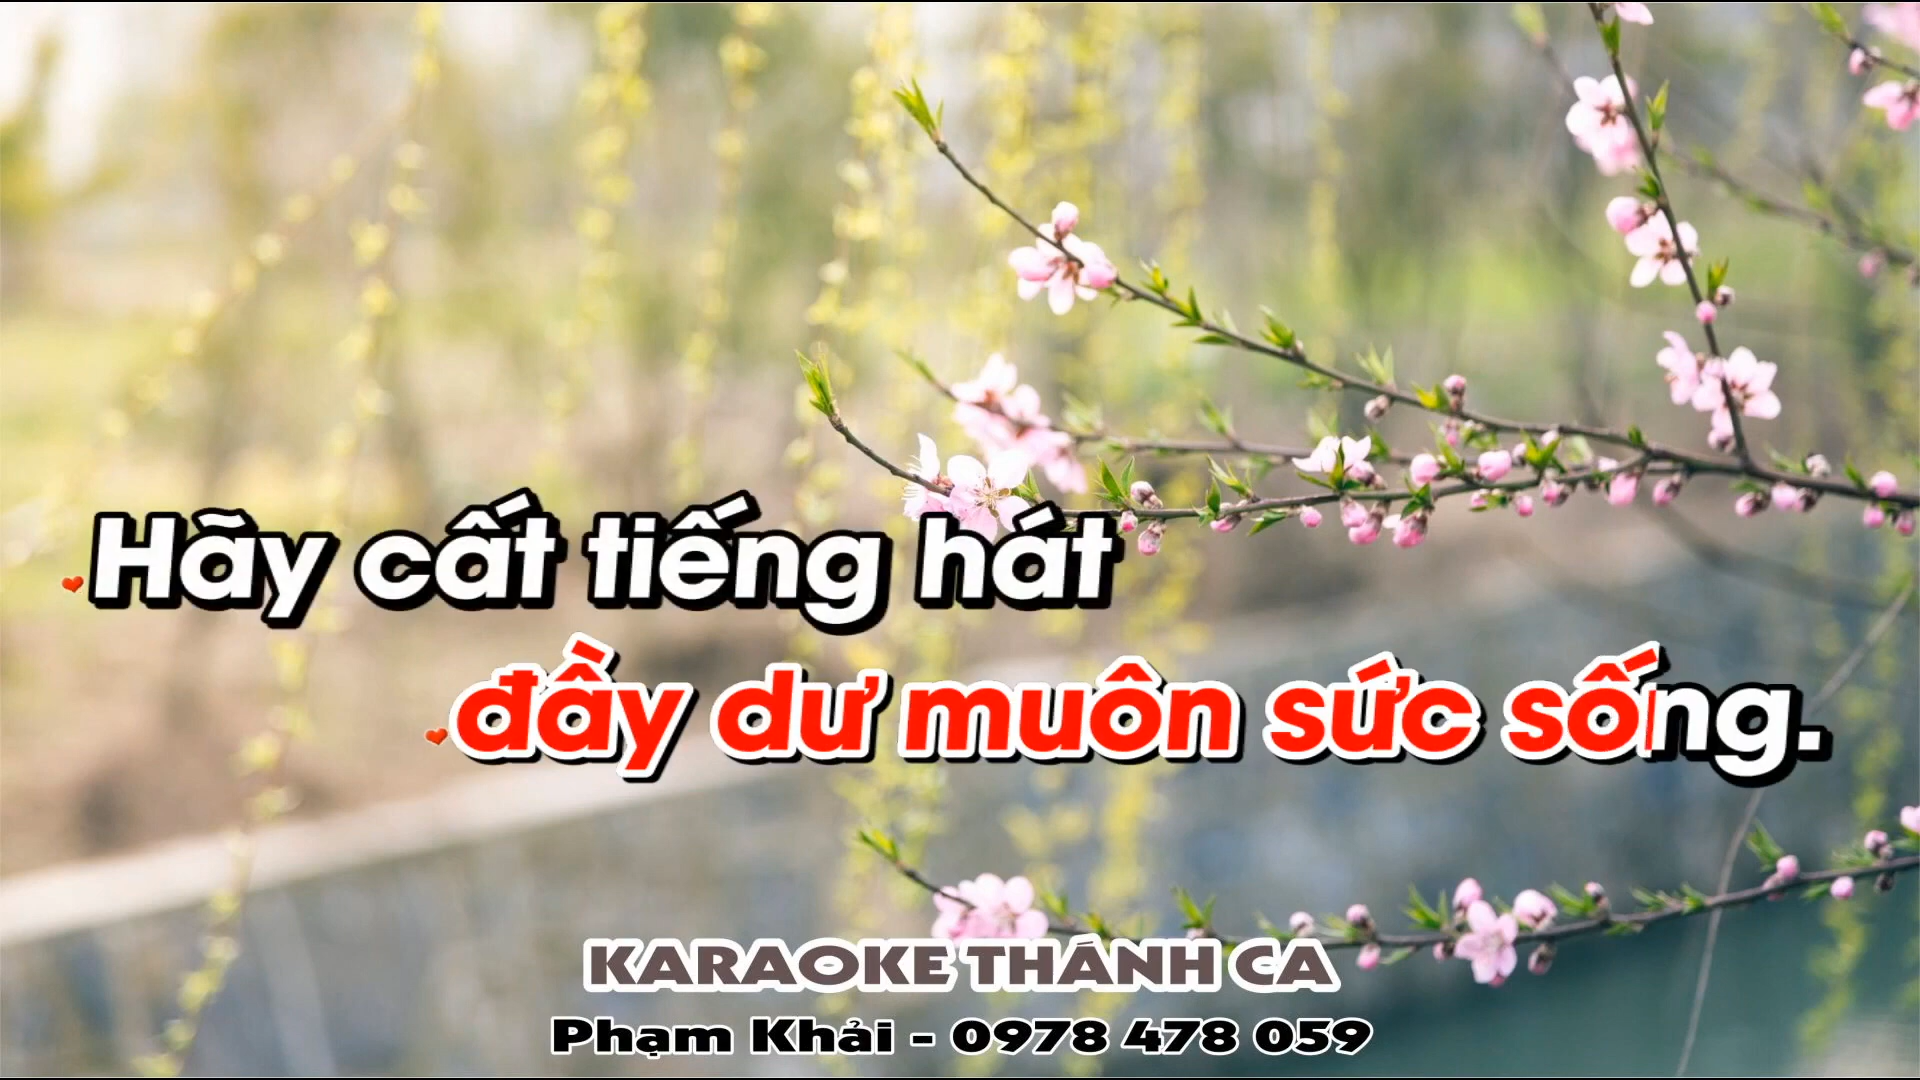 Hãy cất tiếng hát
đầy dư muôn sức sống.
KARAOKE THÁNH CA
Phạm Khải - 0978 478 059